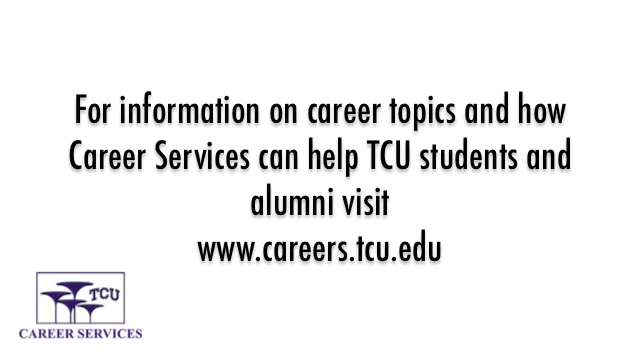 For information on career topics and how
Career Services can help TCU students and
alumni visit
www.careers.tcu.edu
TCU
CAREER SERVICES